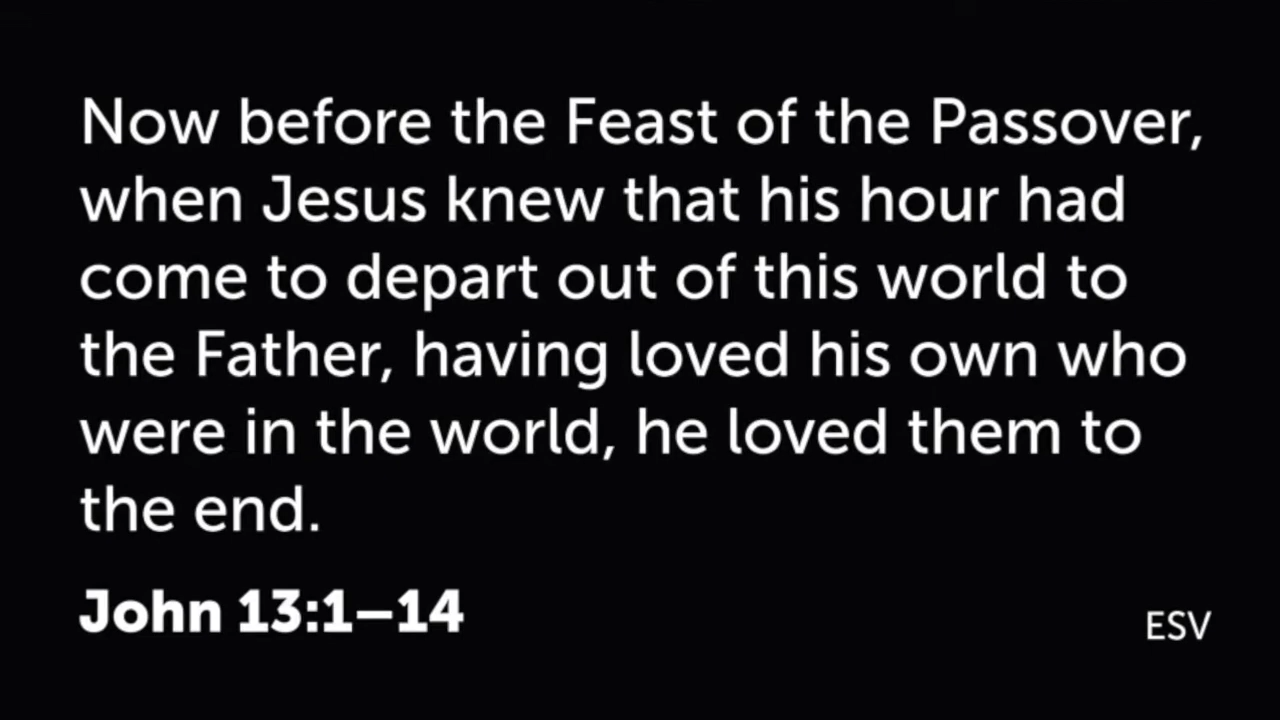 Now before the Feast of the Passover,
when Jesus knew that his hour had
come to depart out of this world to
the Father, having loved his own who
were in the world, he loved them to
the end.
John 13:1–14
ESV